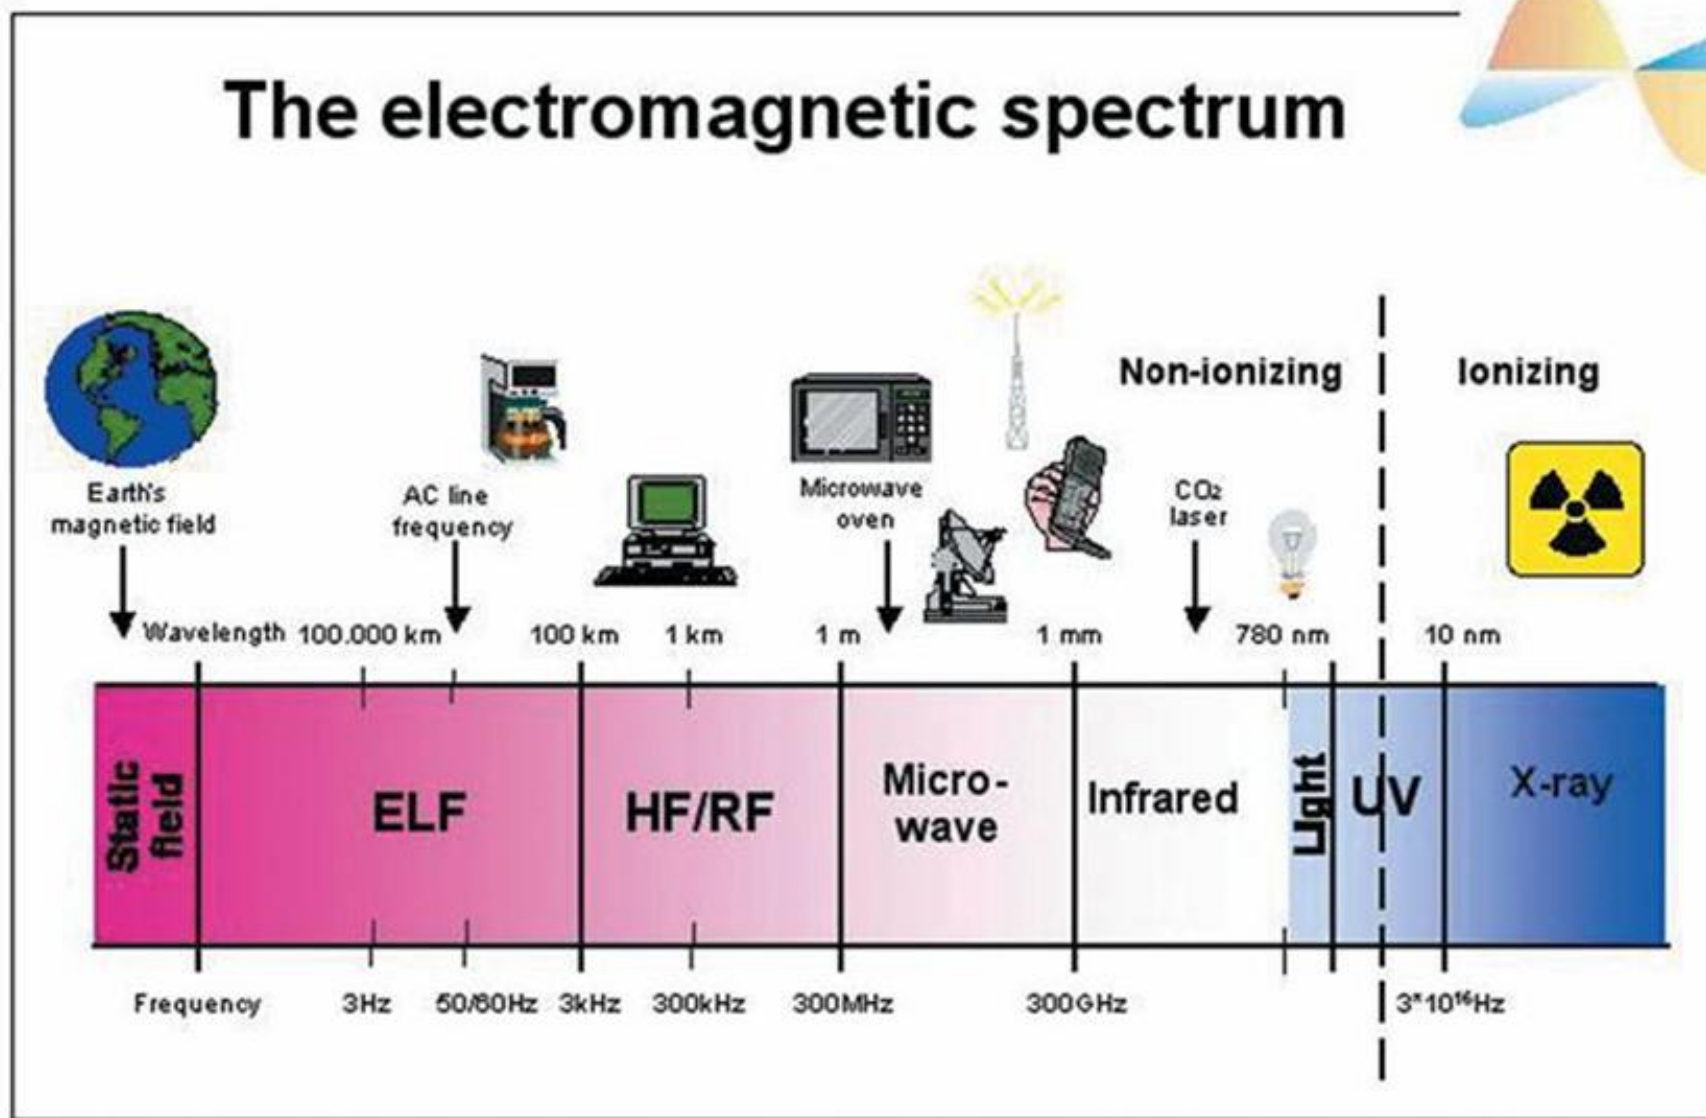 The electromagnetic spectrum
Non-ionizing
Ionizing
Earth's
magnetic field
AC line
frequency
Microwave
oven
CO₂
laser
Wavelength 100.000 km 100 km 1 km 1 m 1 mm 780 nm 10 nm
Static
field
ELF
HF/RF
Micro-
wave
Infrared
Light
UV
X-ray
Frequency 3Hz 50/60Hz 3kHz 300kHz 300MHz 300GHz 3*10¹⁶Hz